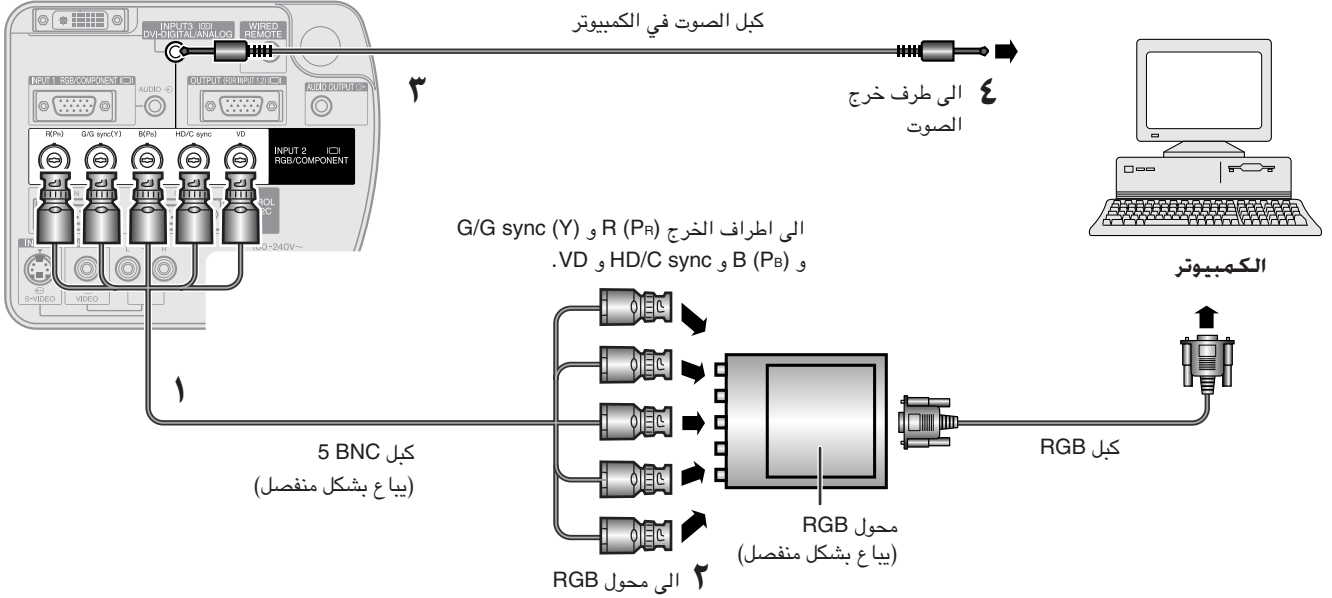 كبل الصوت في الكمبيوتر
INPUT3
DVI-DIGITAL/ANALOG
WIRED
REMOTE
٣
٤ الى طرف خرج
الصوت
INPUT 1 RGB/COMPONENT
AUDIO
OUTPUT (FOR INPUT 1,2)
AUDIO OUTPUT
R(PR) G/G sync(Y) B(PB) HD/C sync VD
INPUT 2
RGB/COMPONENT
100-240V~
S-VIDEO
VIDEO
L
R
الى اطراف الخرج R (PR) و G/G sync (Y)
و B (PB) و HD/C sync و VD.
الكمبيوتر
١
كبل 5 BNC
(يباع بشكل منفصل)
كبل RGB
محول RGB
(يباع بشكل منفصل)
٢ الى محول RGB